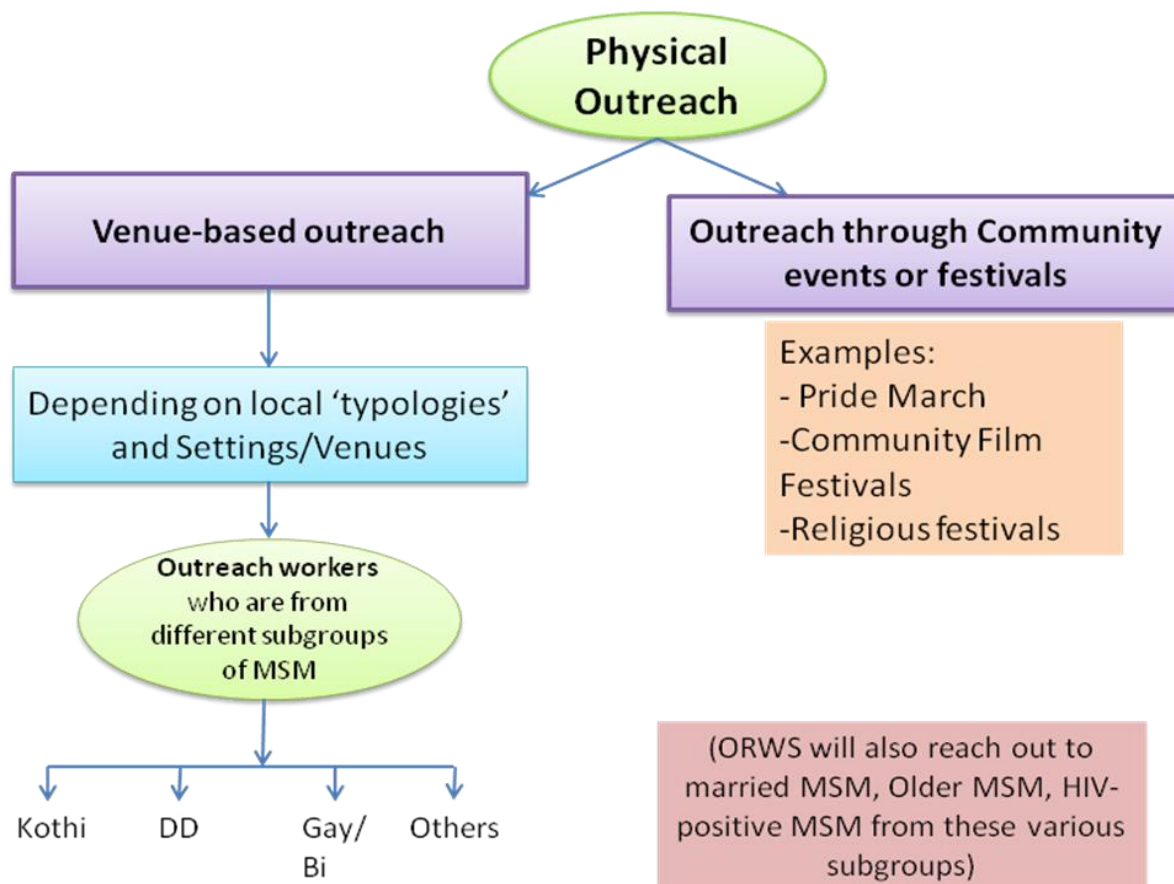 Physical
Outreach
Venue-based outreach
Outreach through Community
events or festivals
Depending on local ‘typologies’
and Settings/Venues
Examples:
- Pride March
-Community Film
Festivals
-Religious festivals
Outreach workers
who are from
different subgroups
of MSM
Kothi
DD
Gay/
Bi
Others
(ORWS will also reach out to
married MSM, Older MSM, HIV-
positive MSM from these various
subgroups)